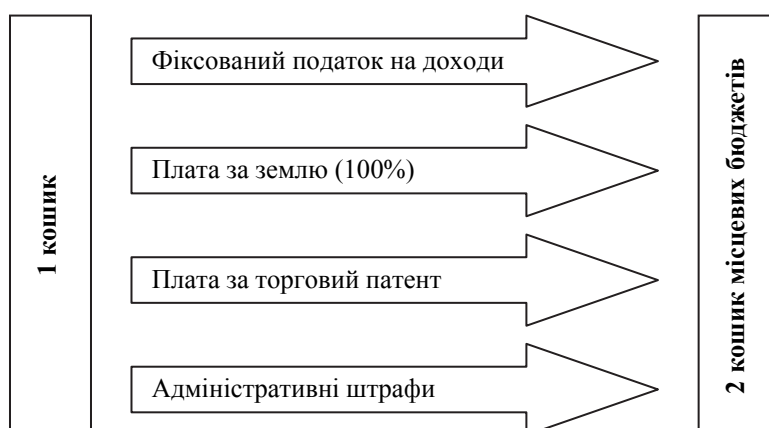 1 кошик
Фіксований податок на доходи
Плата за землю (100%)
Плата за торговий патент
Адміністративні штрафи
2 кошик місцевих бюджетів